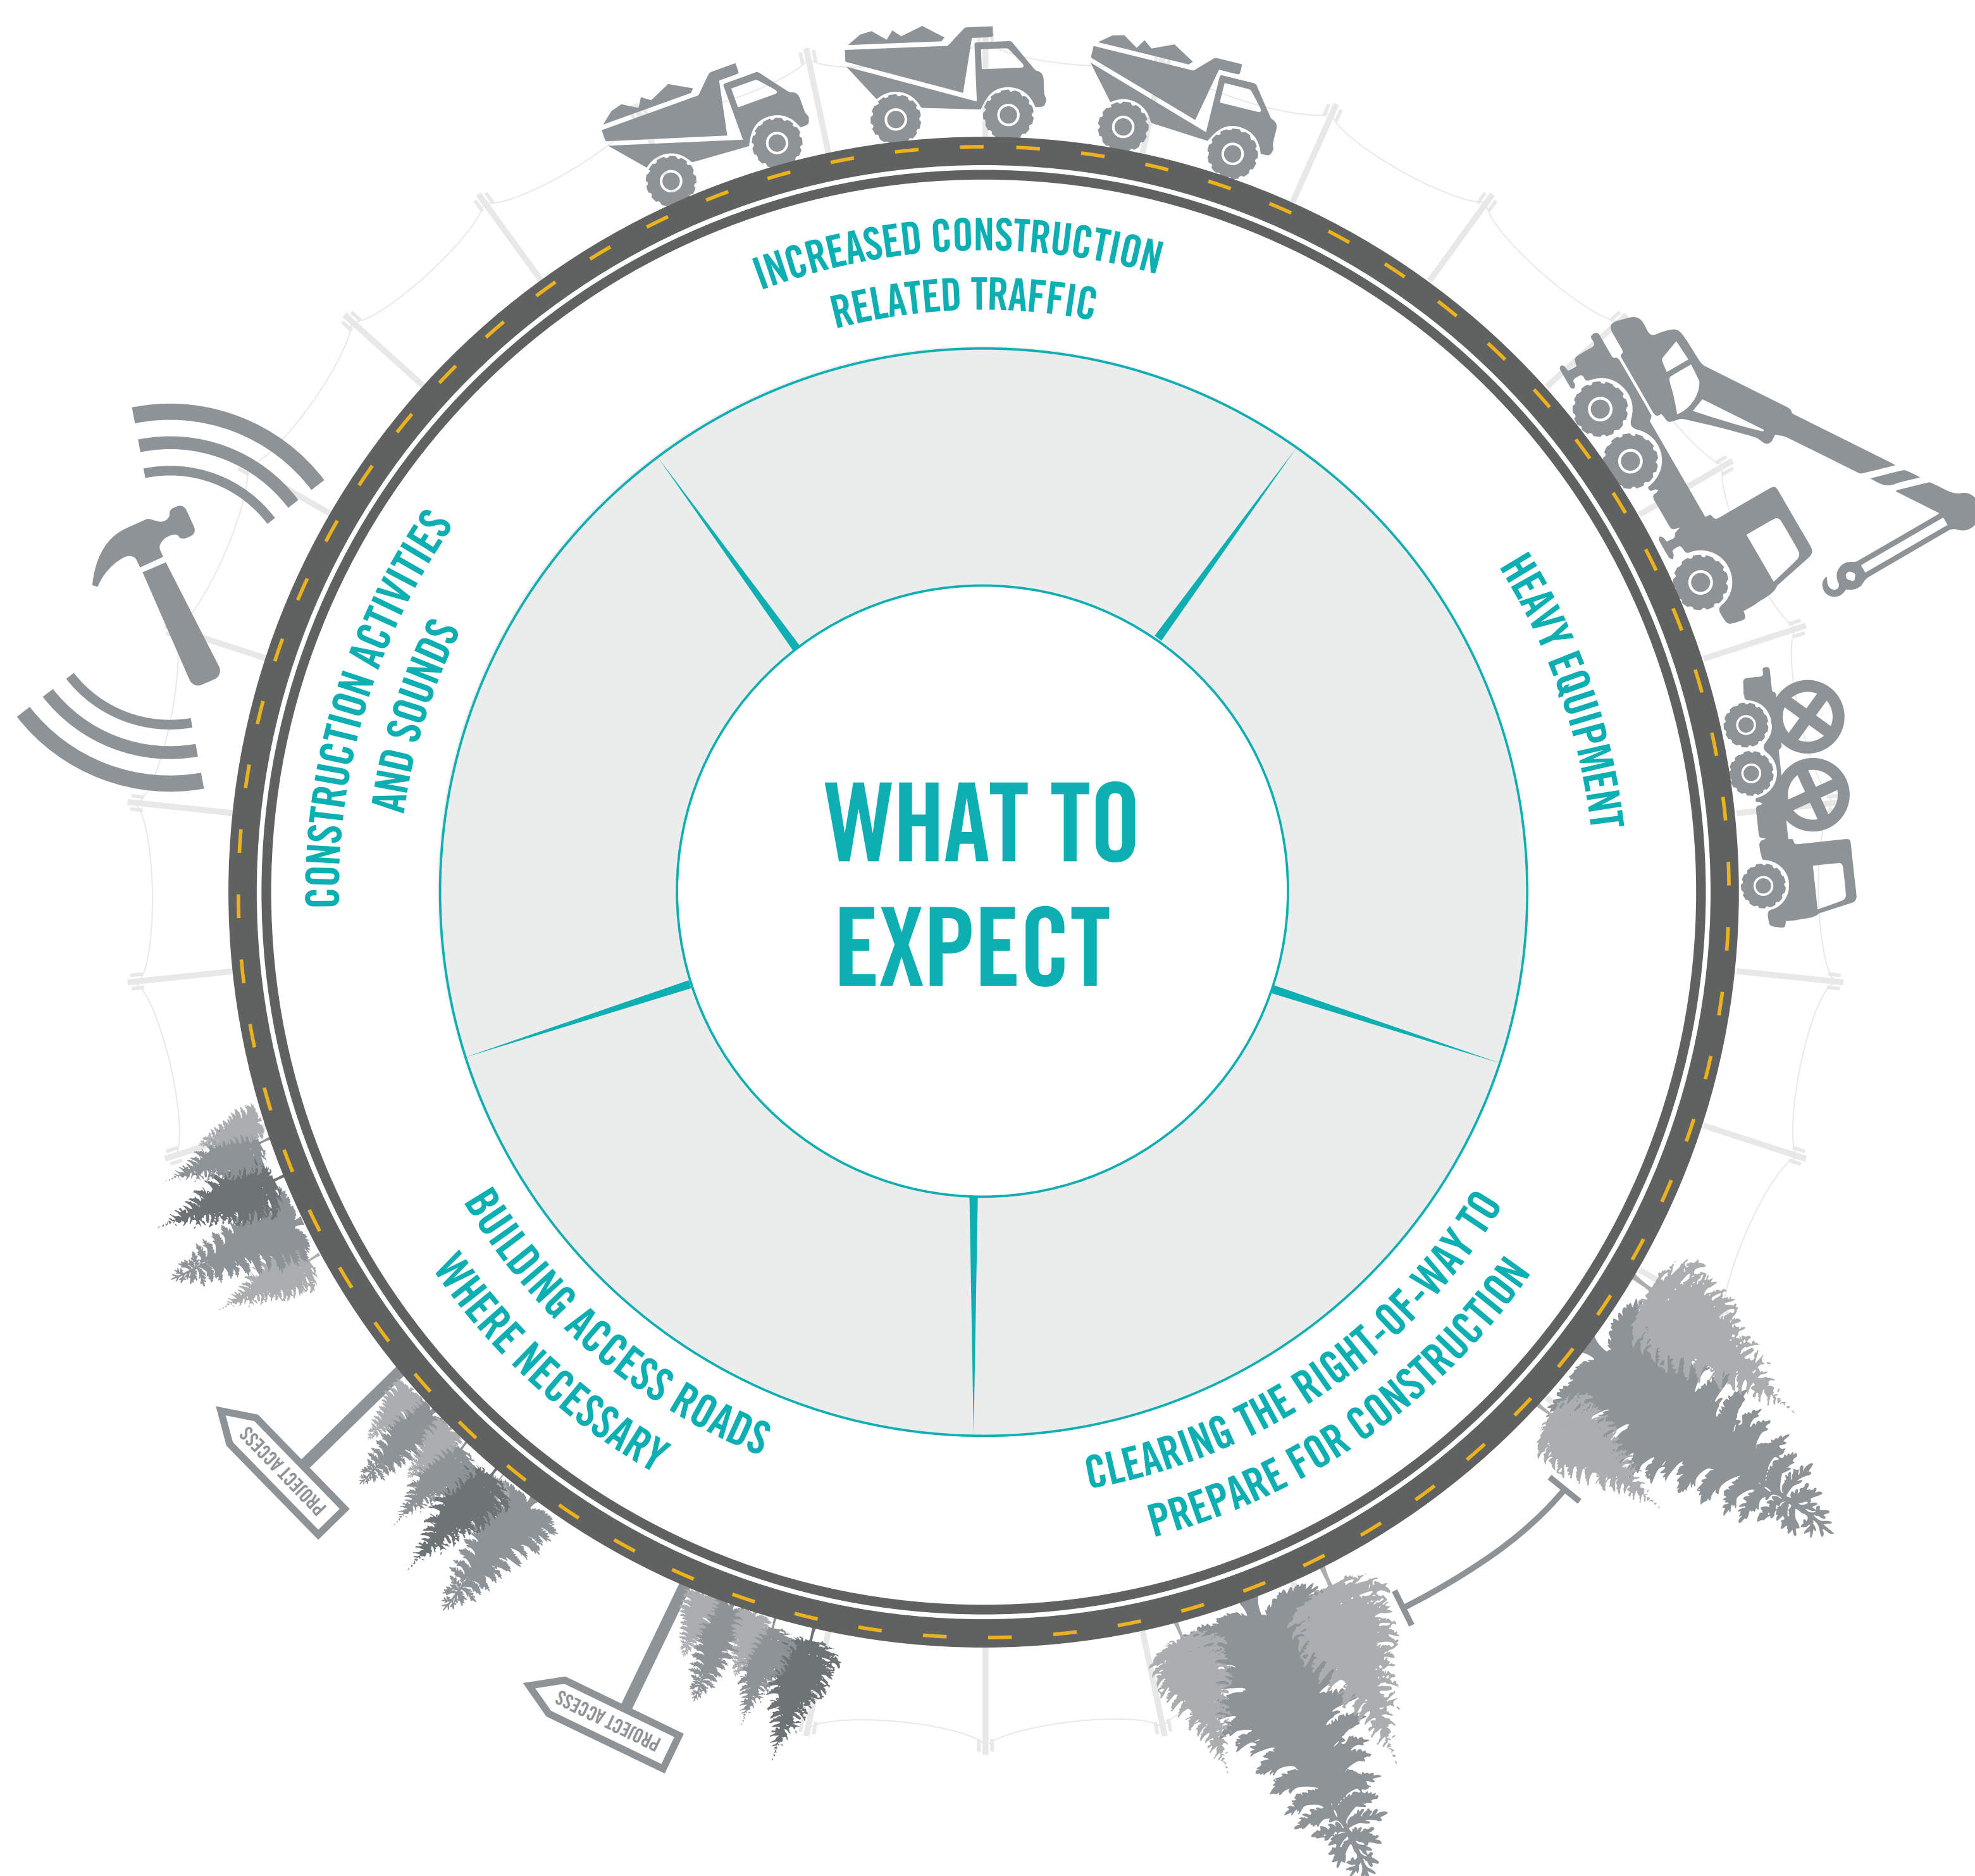 INCREASED CONSTRUCTION
RELATED TRAFFIC
HEAVY EQUIPMENT
CLEARING THE RIGHT-OF-WAY TO
PREPARE FOR CONSTRUCTION
BUILDING ACCESS ROADS
WHERE NECESSARY
CONSTRUCTION ACTIVITIES
AND SOUNDS
WHAT TO
EXPECT
PROJECT ACCESS
PROJECT ACCESS